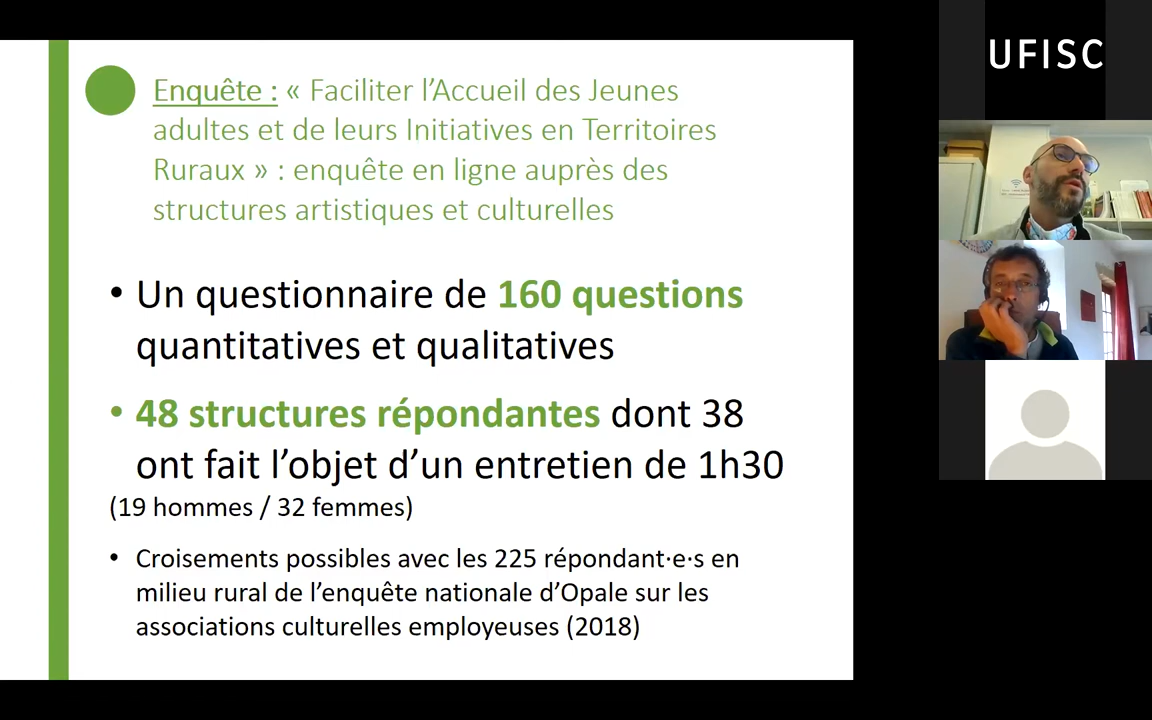 Enquête : « Faciliter l’Accueil des Jeunes
adultes et de leurs Initiatives en Territoires
Ruraux » : enquête en ligne auprès des
structures artistiques et culturelles
• Un questionnaire de 160 questions
quantitatives et qualitatives
• 48 structures répondantes dont 38
ont fait l’objet d’un entretien de 1h30
(19 hommes / 32 femmes)
• Croisements possibles avec les 225 répondant·e·s en
milieu rural de l’enquête nationale d’Opale sur les
associations culturelles employeuses (2018)
UFISC